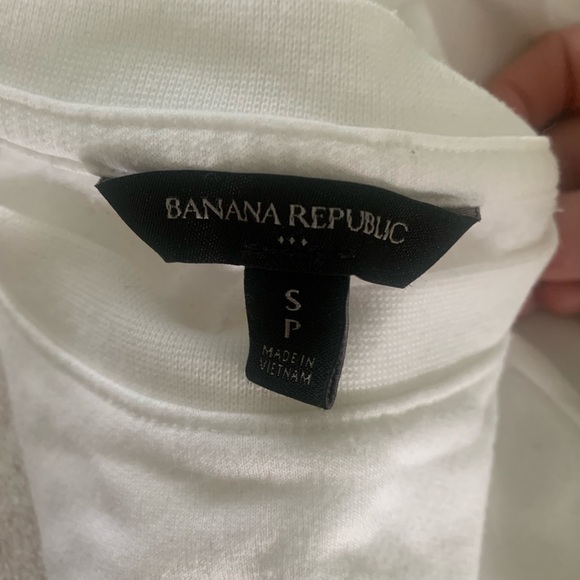 BANANA REPUBLIC
S
P
MADE IN
VIETNAM